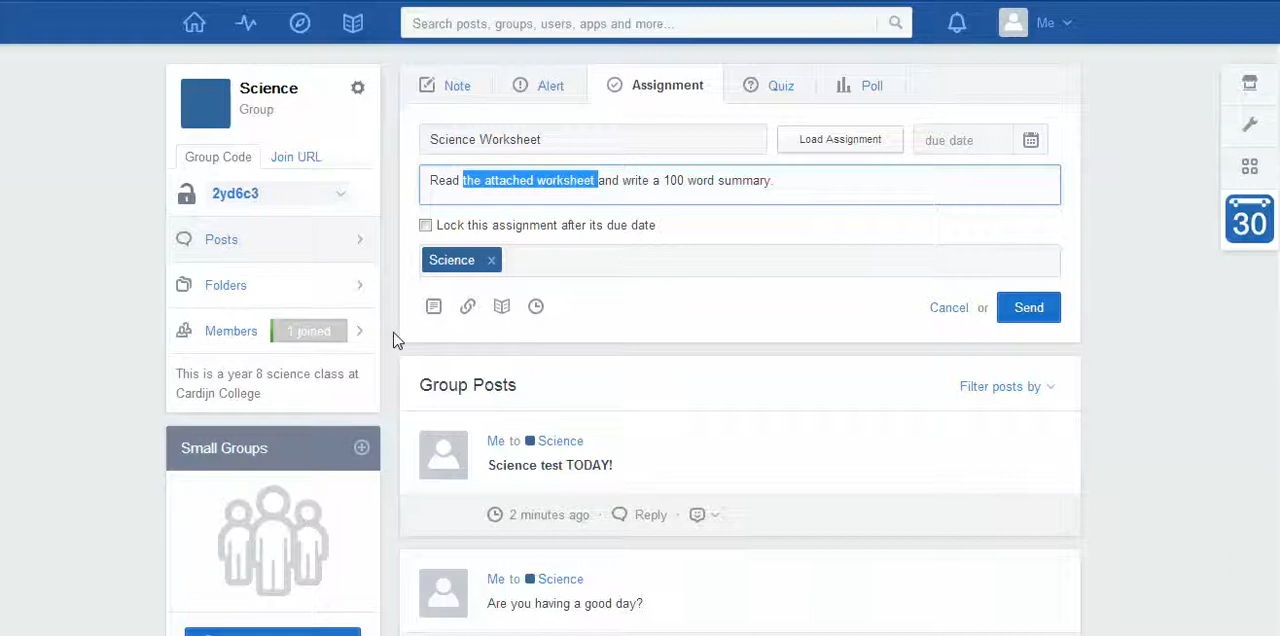 Search posts, groups, users, apps and more...
Me
Science
Group
Group Code
Join URL
2yd6c3
Posts
Folders
Members
1 joined
This is a year 8 science class at
Cardijn College
Small Groups
Note
Alert
Assignment
Quiz
Poll
Science Worksheet
Load Assignment
due date
Read the attached worksheet and write a 100 word summary.
Lock this assignment after its due date
Science x
Cancel or Send
30
Group Posts
Filter posts by
Me to Science
Science test TODAY!
2 minutes ago · Reply ·
Me to Science
Are you having a good day?